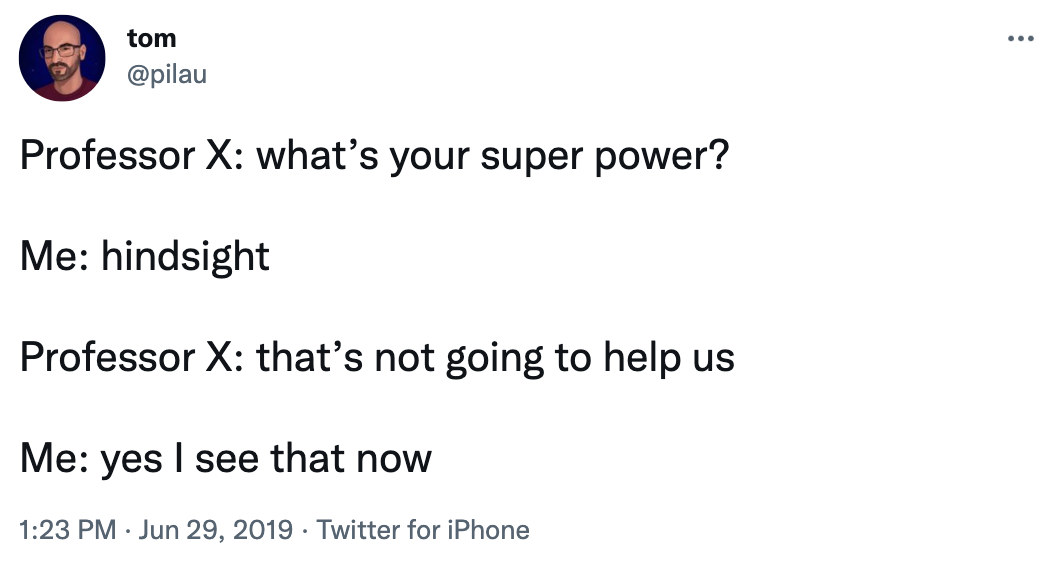 tom
@pilau
Professor X: what’s your super power?
Me: hindsight
Professor X: that’s not going to help us
Me: yes I see that now
1:23 PM · Jun 29, 2019 · Twitter for iPhone